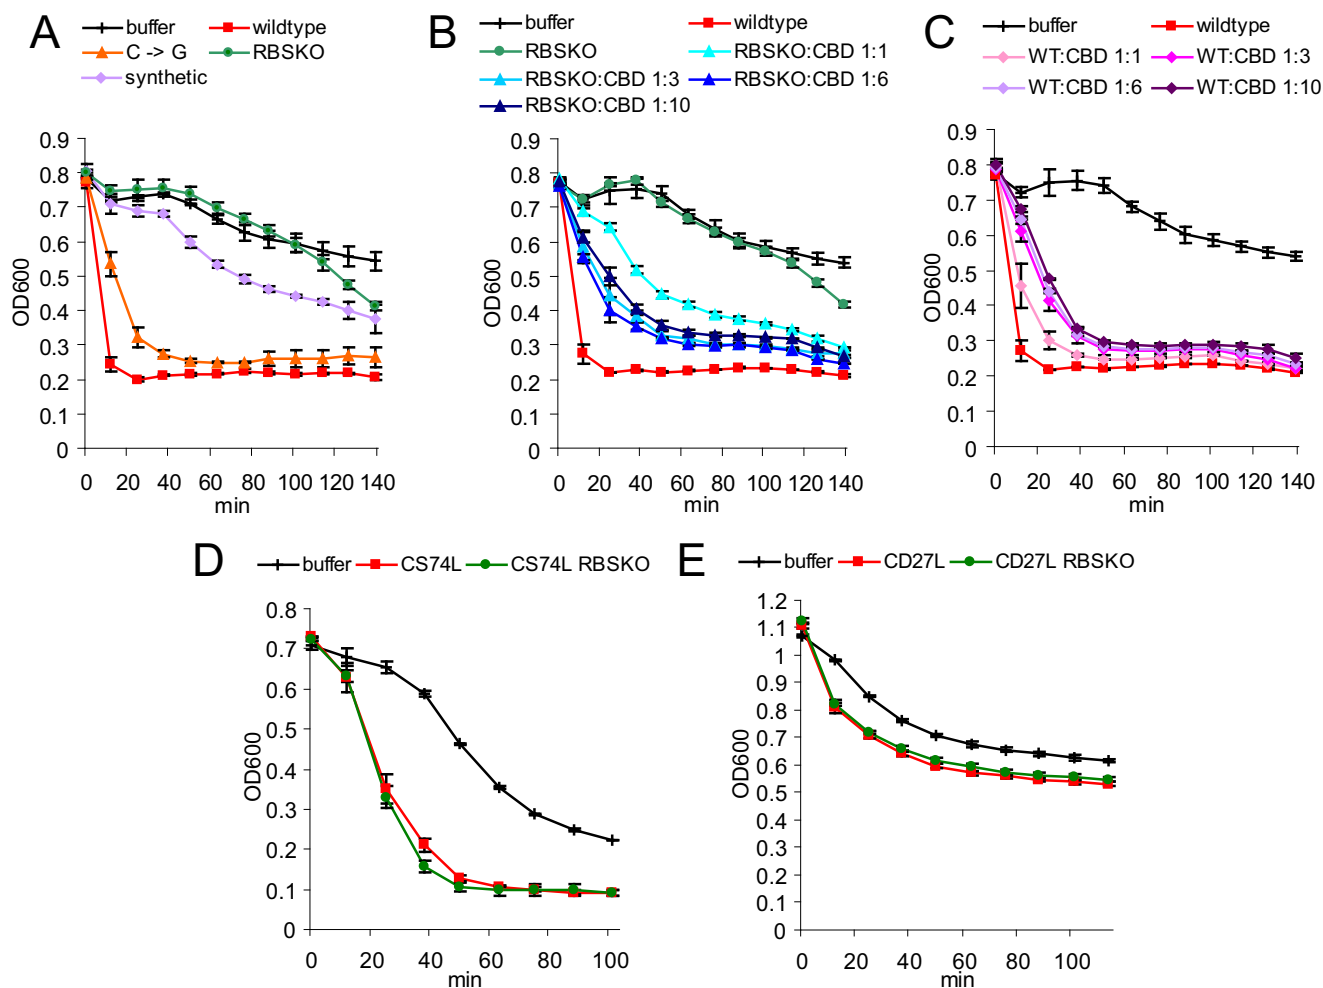 A
buffer wildtype
C -> G RBSKO
synthetic
OD600
0.9
0.8
0.7
0.6
0.5
0.4
0.3
0.2
0.1
0
0 20 40 60 80 100 120 140
min
B
buffer wildtype
RBSKO RBSKO:CBD 1:1
RBSKO:CBD 1:3 RBSKO:CBD 1:6
RBSKO:CBD 1:10
OD600
0.9
0.8
0.7
0.6
0.5
0.4
0.3
0.2
0.1
0
0 20 40 60 80 100 120 140
min
C
buffer wildtype
WT:CBD 1:1 WT:CBD 1:3
WT:CBD 1:6 WT:CBD 1:10
OD600
0.9
0.8
0.7
0.6
0.5
0.4
0.3
0.2
0.1
0
0 20 40 60 80 100 120 140
min
D
buffer CS74L CS74L RBSKO
OD600
0.8
0.7
0.6
0.5
0.4
0.3
0.2
0.1
0
0 20 40 60 80 100
min
E
buffer CD27L CD27L RBSKO
OD600
1.2
1.1
1
0.9
0.8
0.7
0.6
0.5
0.4
0.3
0.2
0.1
0
0 20 40 60 80 100
min